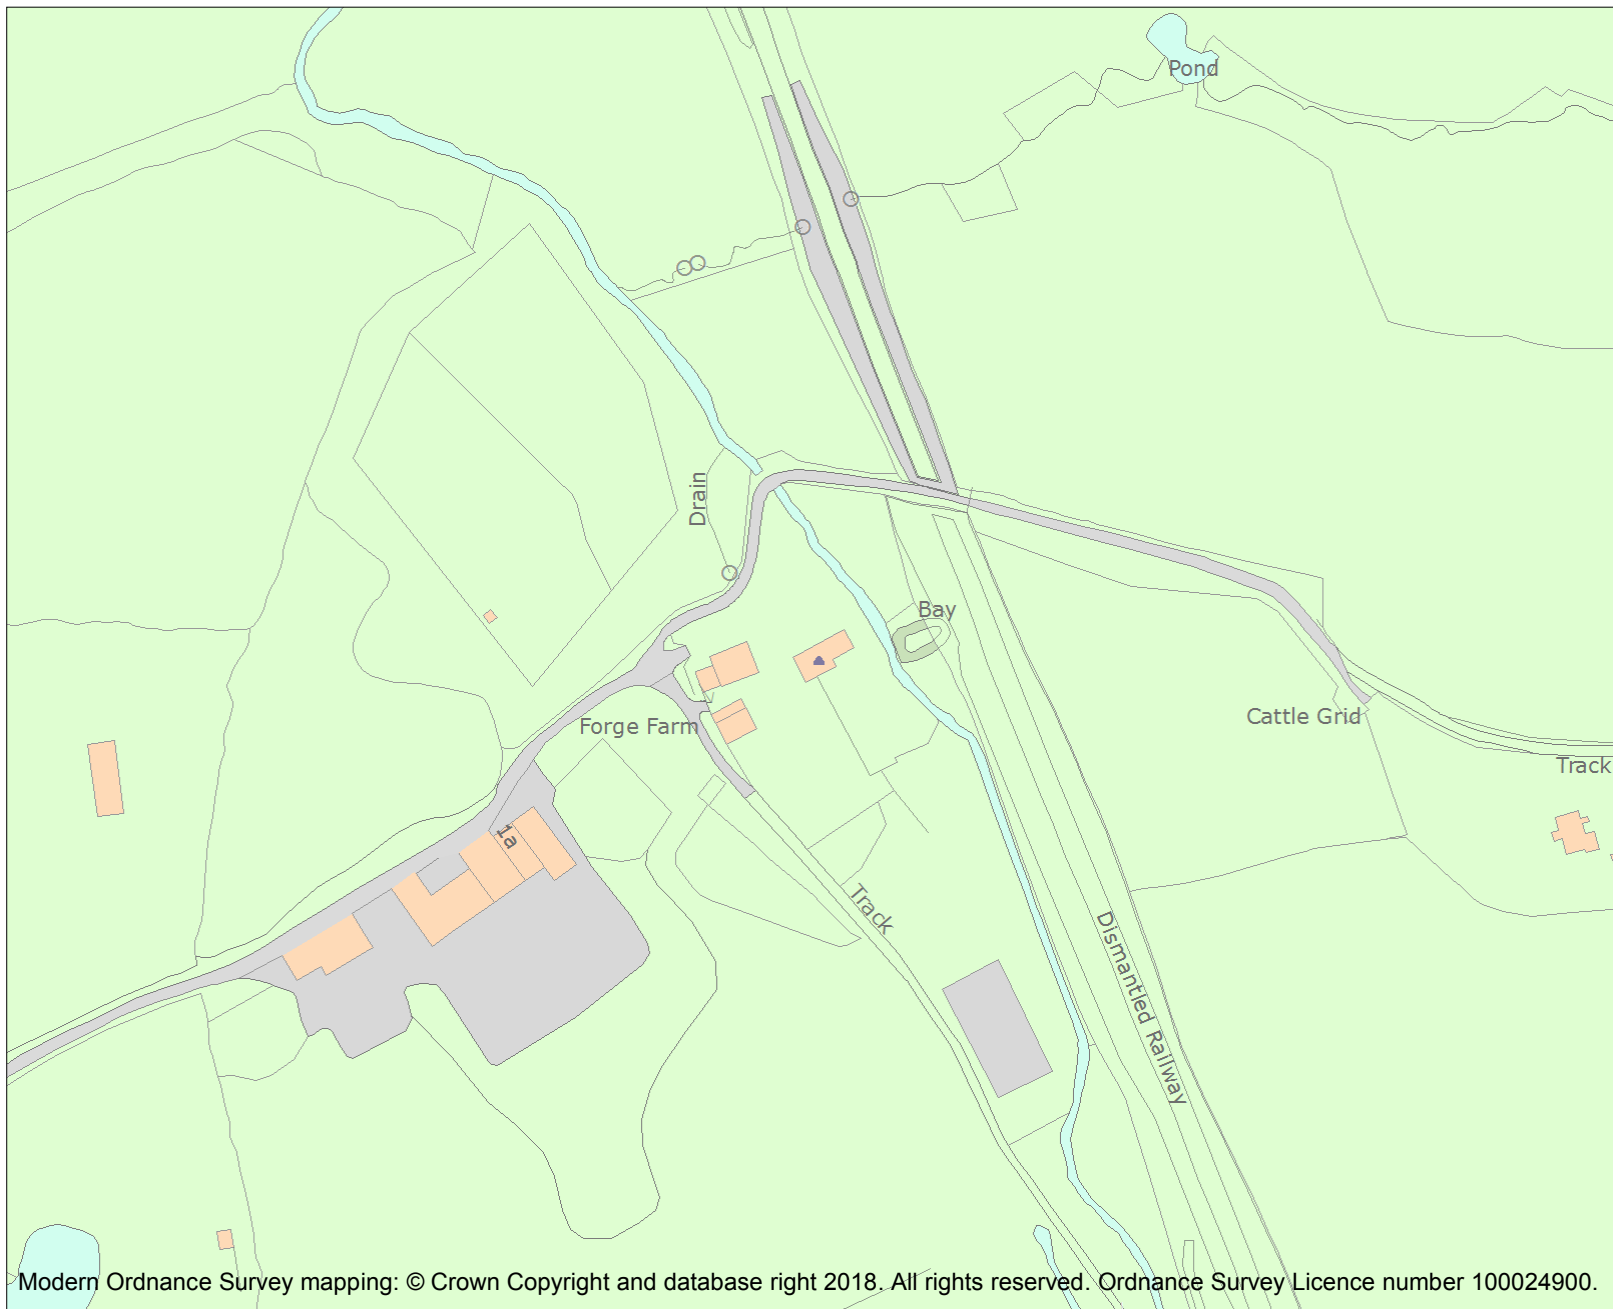 Pond
Drain
Bay
Cattle Grid
Forge Farm
Track
1a
Track
Dismantled Railway
Modern Ordnance Survey mapping: © Crown Copyright and database right 2018. All rights reserved. Ordnance Survey Licence number 100024900.